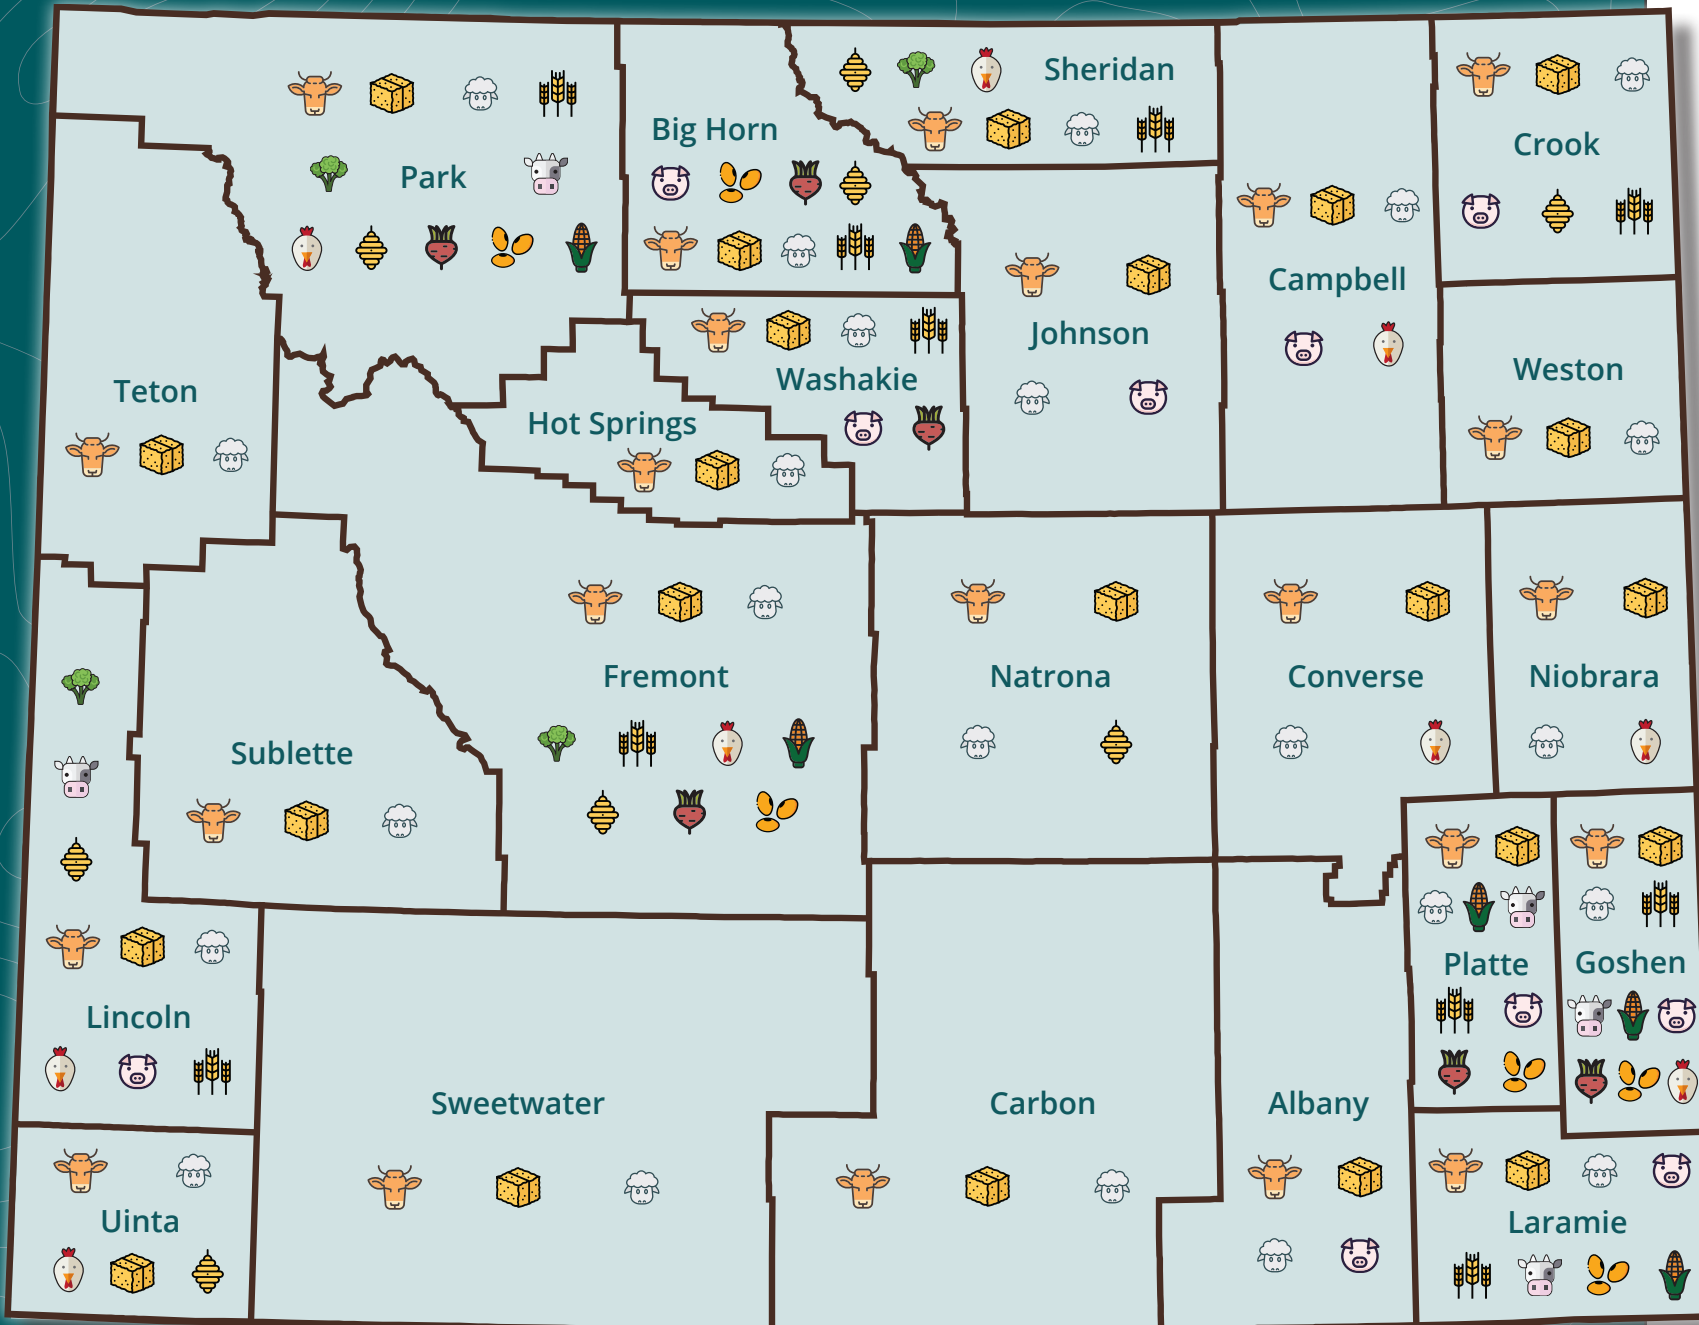 Sheridan
Big Horn
Crook
Park
Campbell
Johnson
Weston
Washakie
Teton
Hot Springs
Fremont
Natrona
Converse
Niobrara
Sublette
Platte
Goshen
Lincoln
Sweetwater
Carbon
Albany
Uinta
Laramie